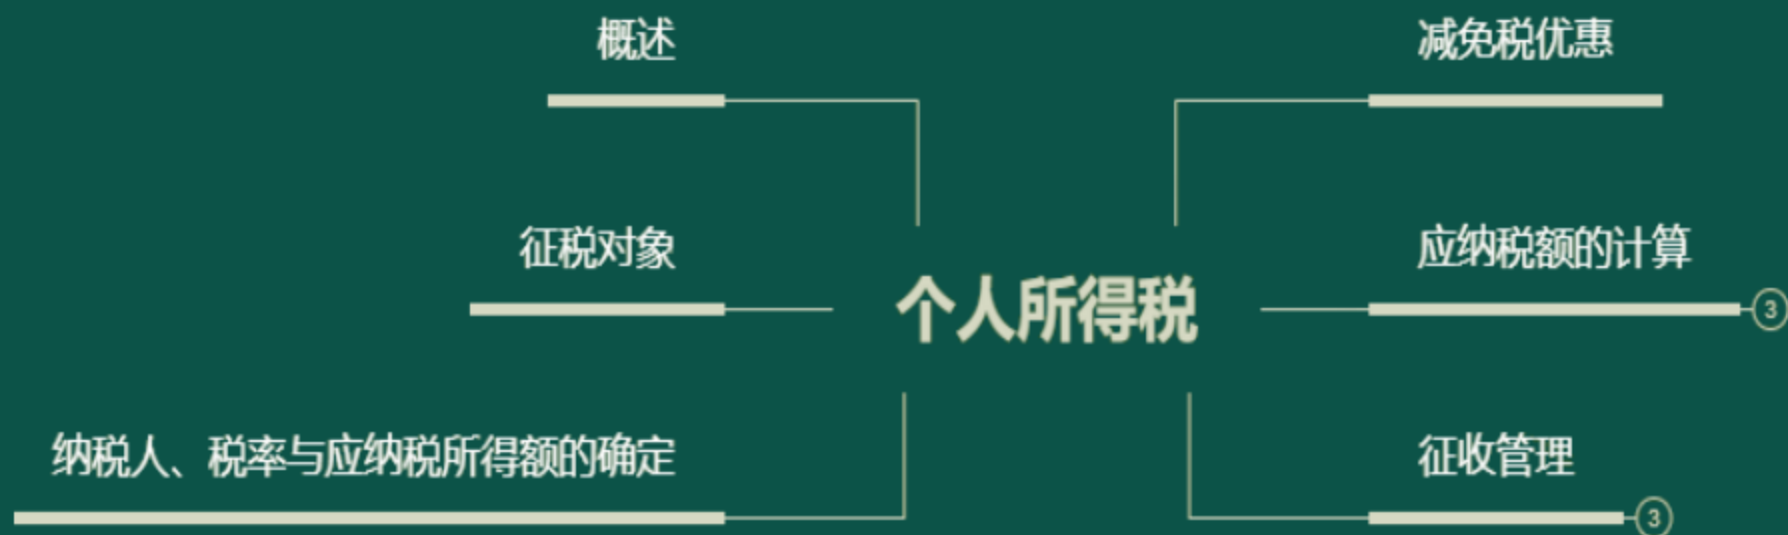 概述
减免税优惠
征税对象
应纳税额的计算
3
个人所得税
纳税人、税率与应纳税所得额的确定
征收管理
3